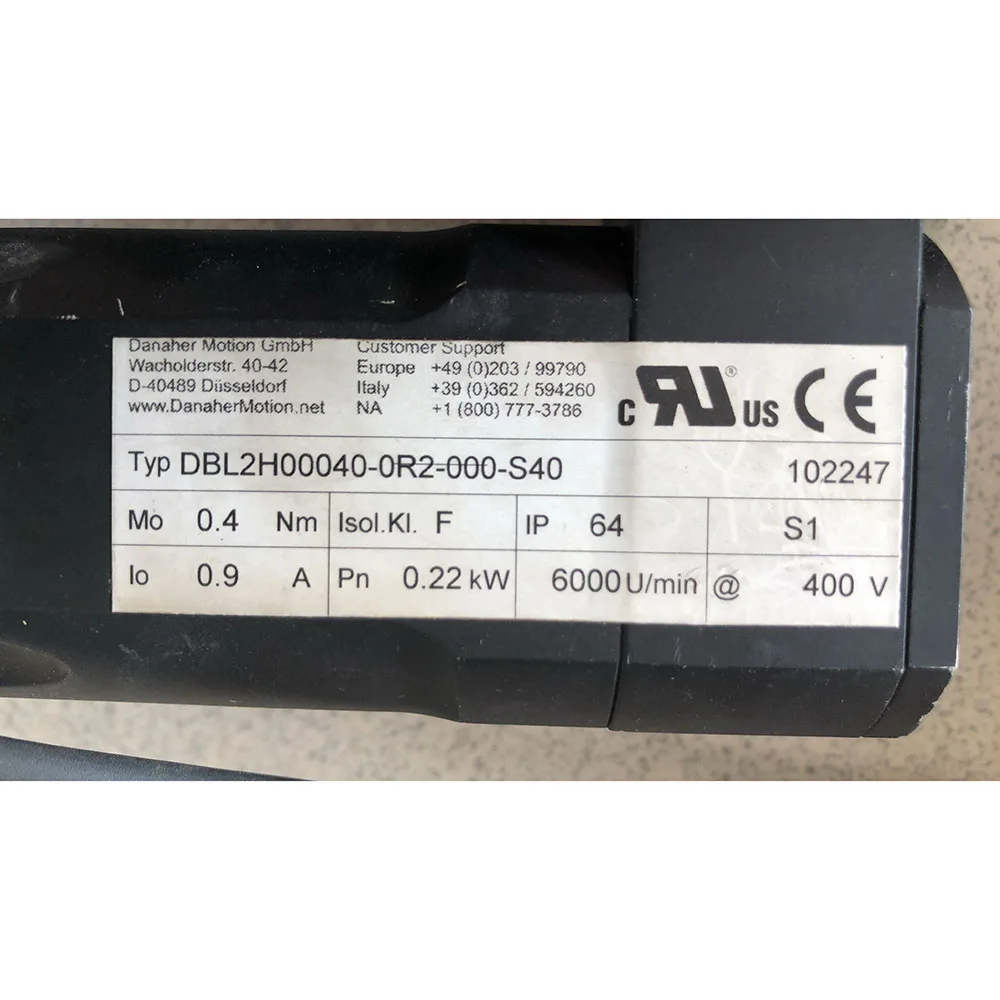 Danaher Motion GmbH
Wacholderstr. 40-42
D-40489 Düsseldorf
www.DanaherMotion.net
Customer Support
Europe +49 (0)203 / 99790
Italy +39 (0)362 / 594260
NA +1 (800) 777-3786
c RU ® US CE
Typ DBL2H00040-0R2-000-S40 102247
Mo 0.4 Nm Isol.Kl. F IP 64 S1
Io 0.9 A Pn 0.22 kW 6000 U/min @ 400 V